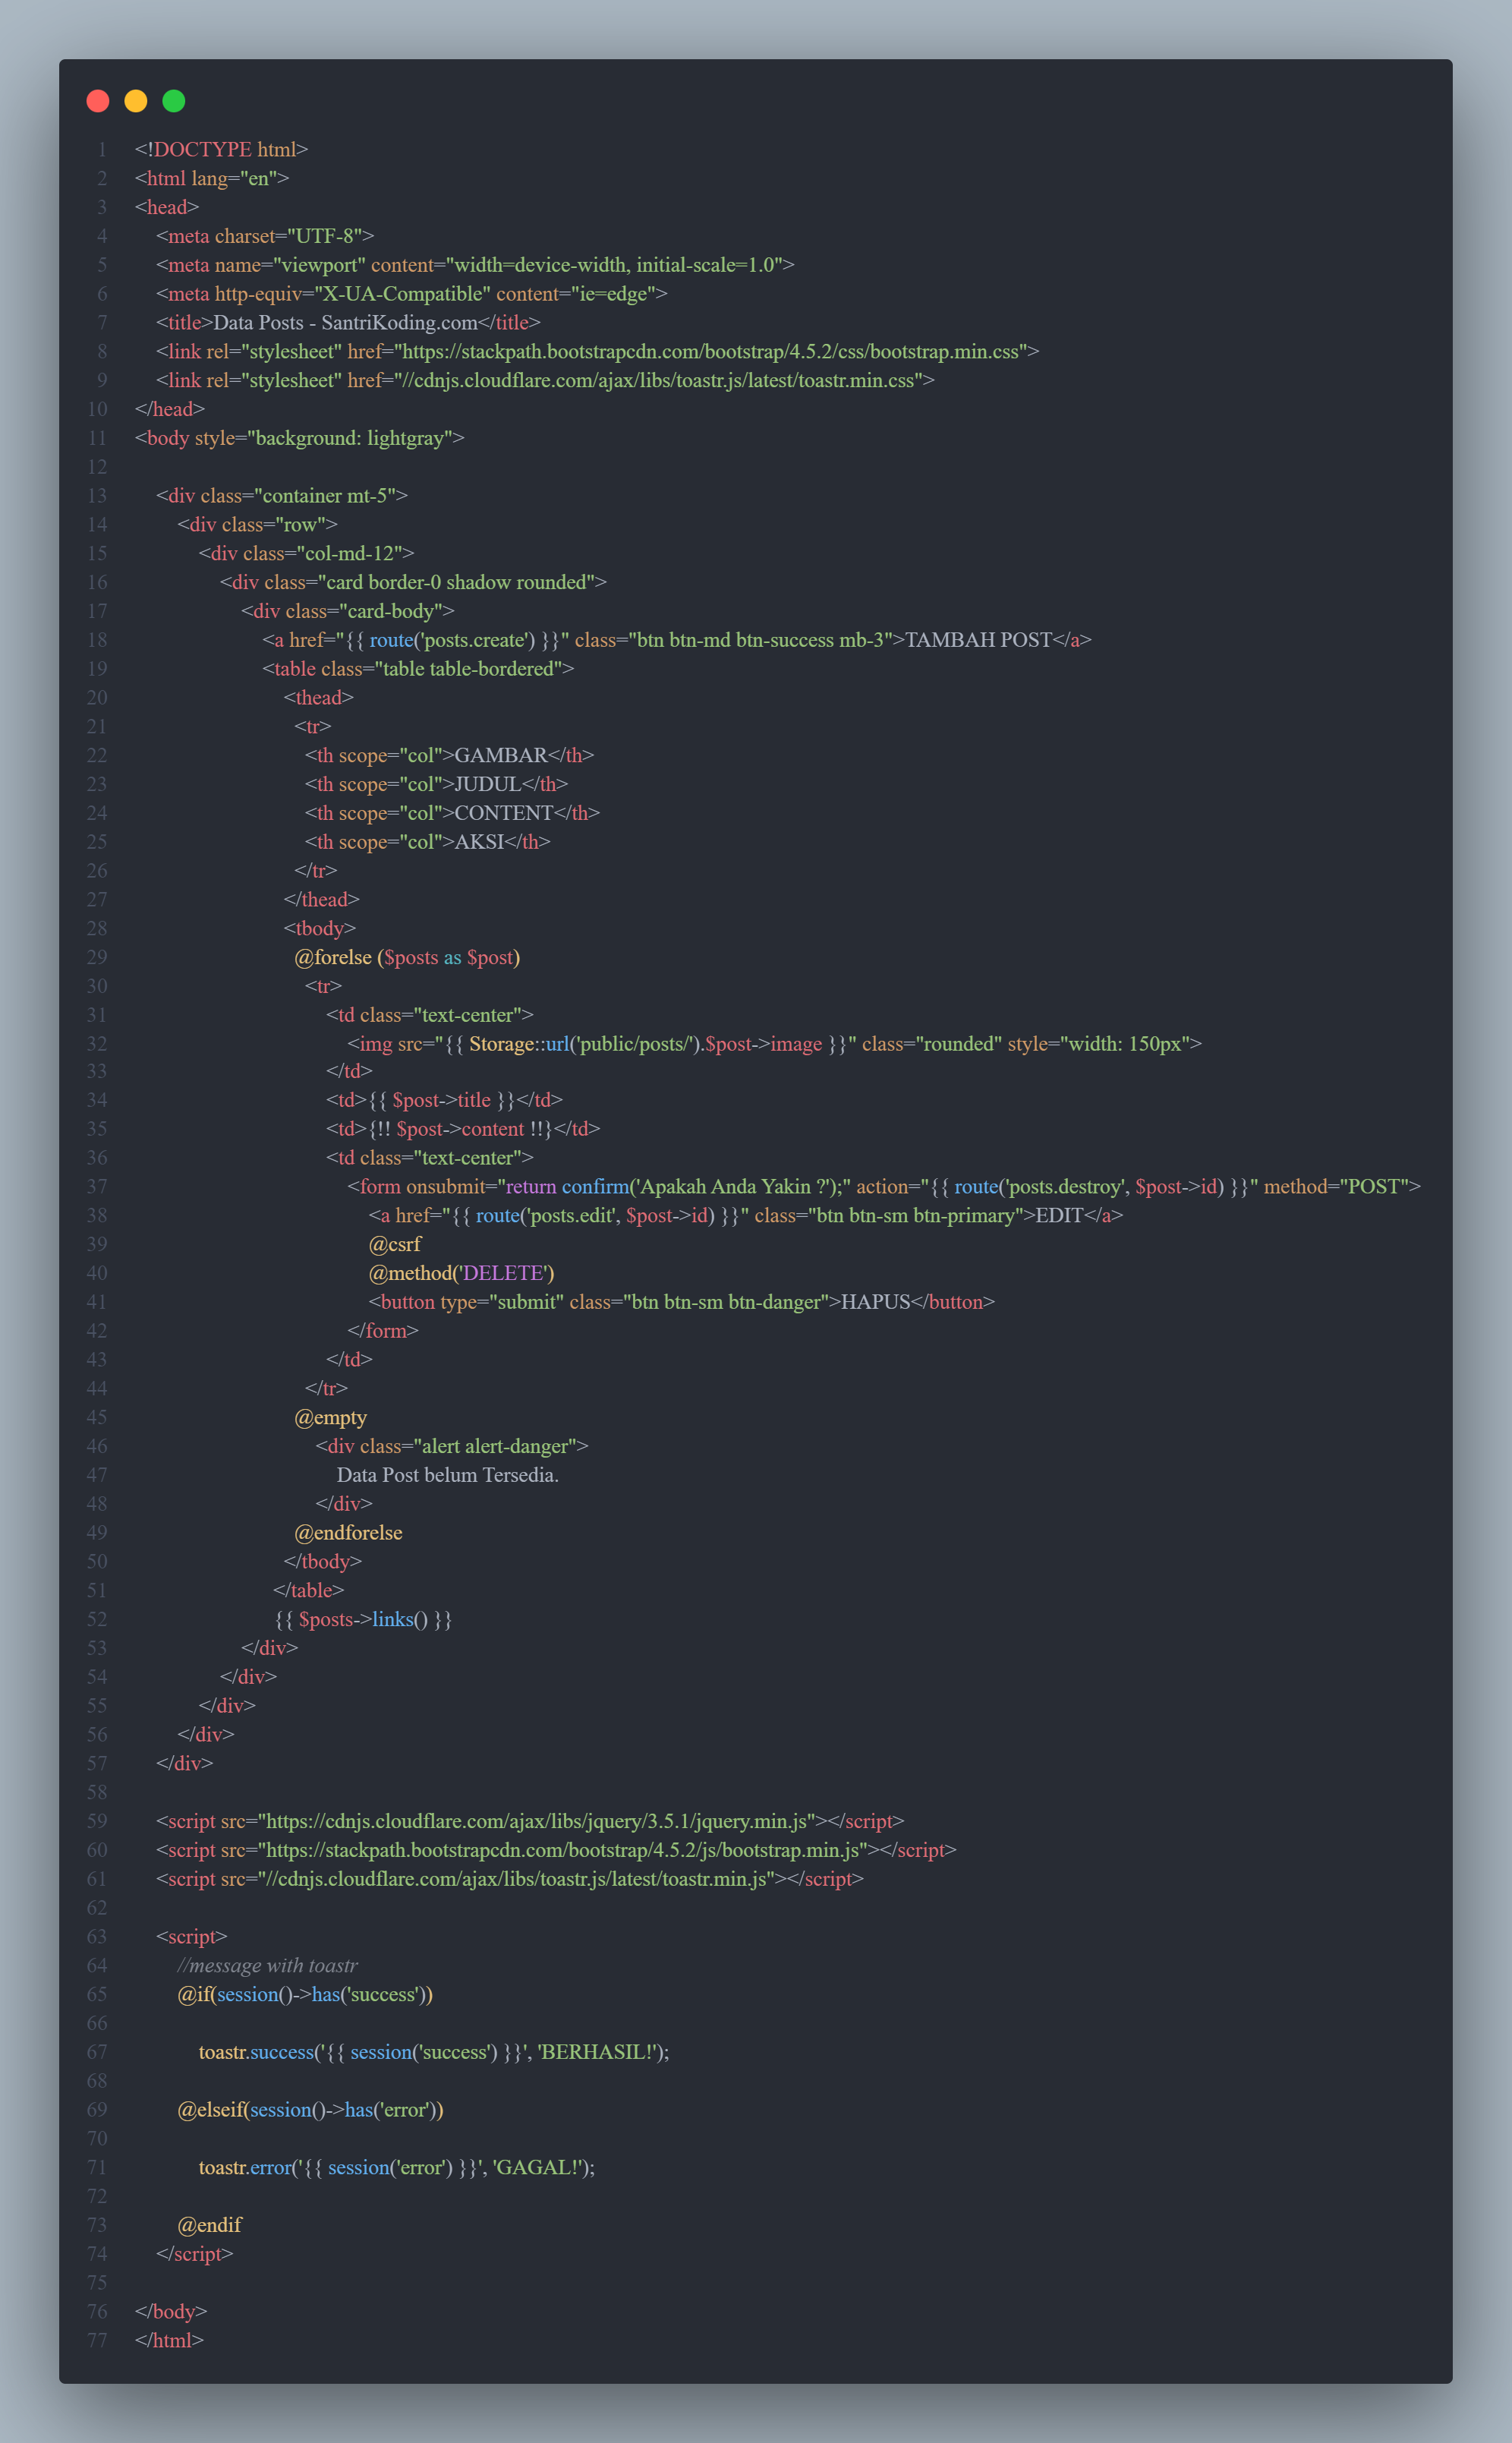 1 <!DOCTYPE html>
2 <html lang="en">
3 <head>
4     <meta charset="UTF-8">
5     <meta name="viewport" content="width=device-width, initial-scale=1.0">
6     <meta http-equiv="X-UA-Compatible" content="ie=edge">
7     <title>Data Posts - SantriKoding.com</title>
8     <link rel="stylesheet" href="https://stackpath.bootstrapcdn.com/bootstrap/4.5.2/css/bootstrap.min.css">
9     <link rel="stylesheet" href="//cdnjs.cloudflare.com/ajax/libs/toastr.js/latest/toastr.min.css">
10 </head>
11 <body style="background: lightgray">
12
13     <div class="container mt-5">
14         <div class="row">
15             <div class="col-md-12">
16                 <div class="card border-0 shadow rounded">
17                     <div class="card-body">
18                         <a href="{{ route('posts.create') }}" class="btn btn-md btn-success mb-3">TAMBAH POST</a>
19                         <table class="table table-bordered">
20                             <thead>
21                               <tr>
22                                 <th scope="col">GAMBAR</th>
23                                 <th scope="col">JUDUL</th>
24                                 <th scope="col">CONTENT</th>
25                                 <th scope="col">AKSI</th>
26                               </tr>
27                             </thead>
28                             <tbody>
29                               @forelse ($posts as $post)
30                                 <tr>
31                                     <td class="text-center">
32                                         <img src="{{ Storage::url('public/posts/').$post->image }}" class="rounded" style="width: 150px">
33                                     </td>
34                                     <td>{{ $post->title }}</td>
35                                     <td>{!! $post->content !!}</td>
36                                     <td class="text-center">
37                                         <form onsubmit="return confirm('Apakah Anda Yakin ?');" action="{{ route('posts.destroy', $post->id) }}" method="POST">
38                                             <a href="{{ route('posts.edit', $post->id) }}" class="btn btn-sm btn-primary">EDIT</a>
39                                             @csrf
40                                             @method('DELETE')
41                                             <button type="submit" class="btn btn-sm btn-danger">HAPUS</button>
42                                         </form>
43                                     </td>
44                                 </tr>
45                               @empty
46                                   <div class="alert alert-danger">
47                                       Data Post belum Tersedia.
48                                   </div>
49                               @endforelse
50                             </tbody>
51                           </table>
52                           {{ $posts->links() }}
53                     </div>
54                 </div>
55             </div>
56         </div>
57     </div>
58
59     <script src="https://cdnjs.cloudflare.com/ajax/libs/jquery/3.5.1/jquery.min.js"></script>
60     <script src="https://stackpath.bootstrapcdn.com/bootstrap/4.5.2/js/bootstrap.min.js"></script>
61     <script src="//cdnjs.cloudflare.com/ajax/libs/toastr.js/latest/toastr.min.js"></script>
62
63     <script>
64         //message with toastr
65         @if(session()->has('success'))
66
67             toastr.success('{{ session('success') }}', 'BERHASIL!');
68
69         @elseif(session()->has('error'))
70
71             toastr.error('{{ session('error') }}', 'GAGAL!');
72
73         @endif
74     </script>
75
76 </body>
77 </html>